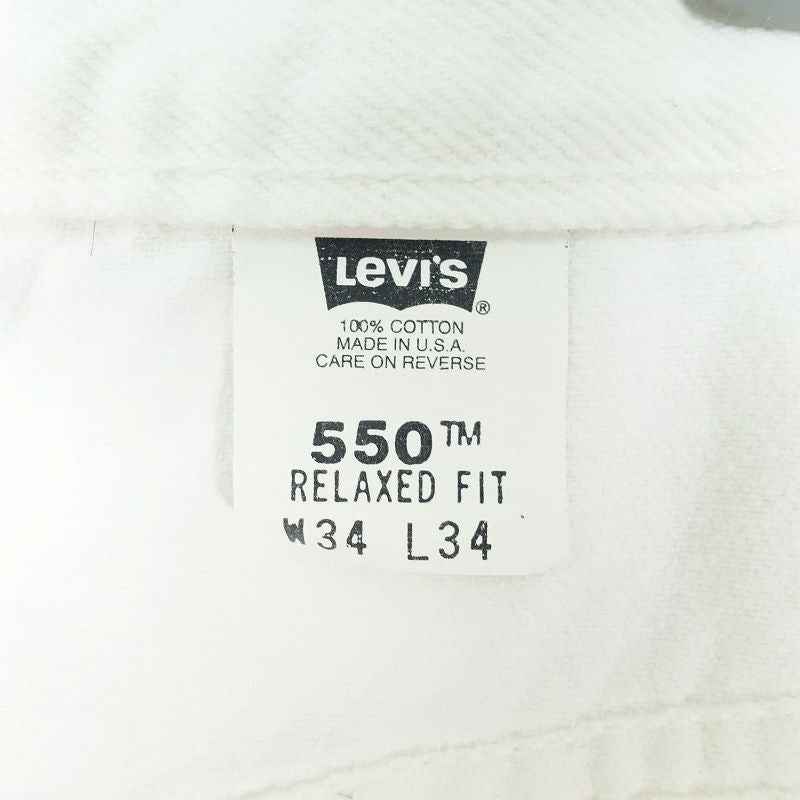 Levi's
®
100% COTTON
MADE IN U.S.A.
CARE ON REVERSE
550™
RELAXED FIT
W34 L34